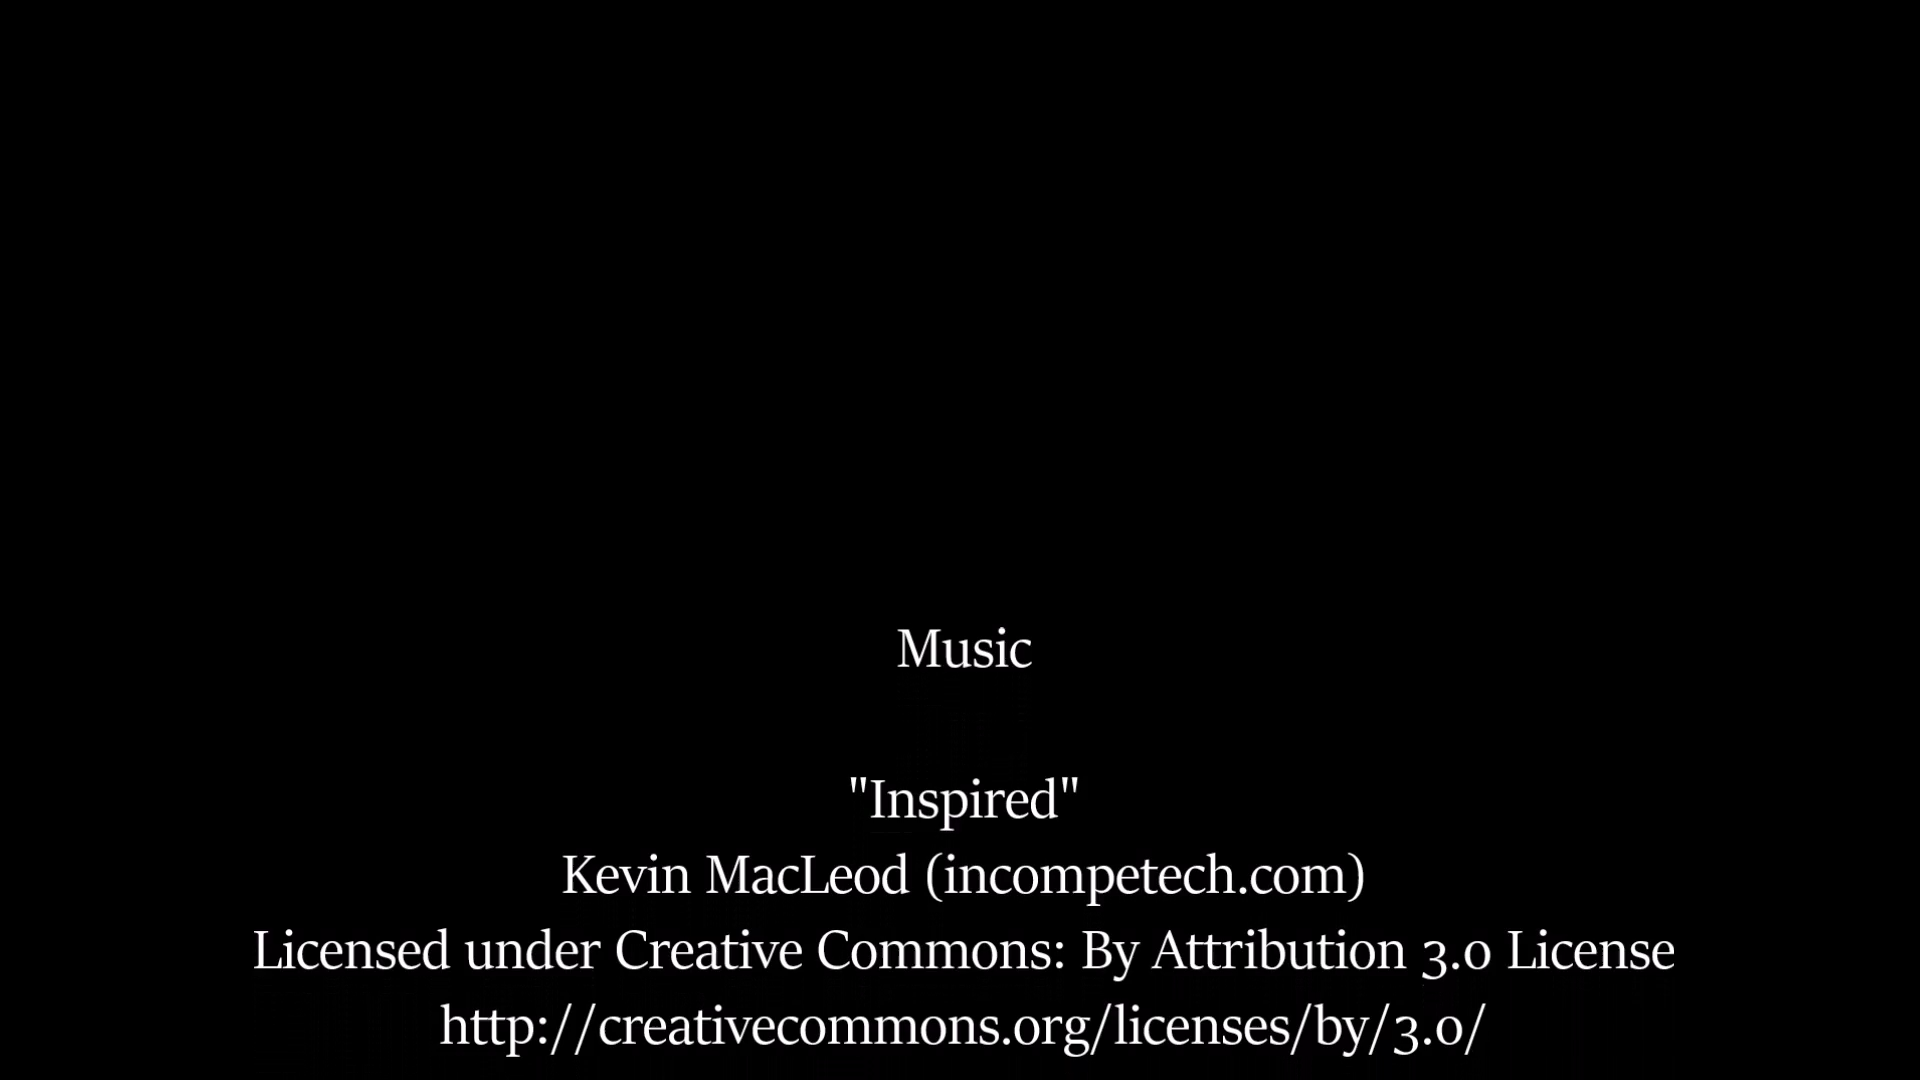 Music
"Inspired"
Kevin MacLeod (incompetech.com)
Licensed under Creative Commons: By Attribution 3.0 License
http://creativecommons.org/licenses/by/3.0/